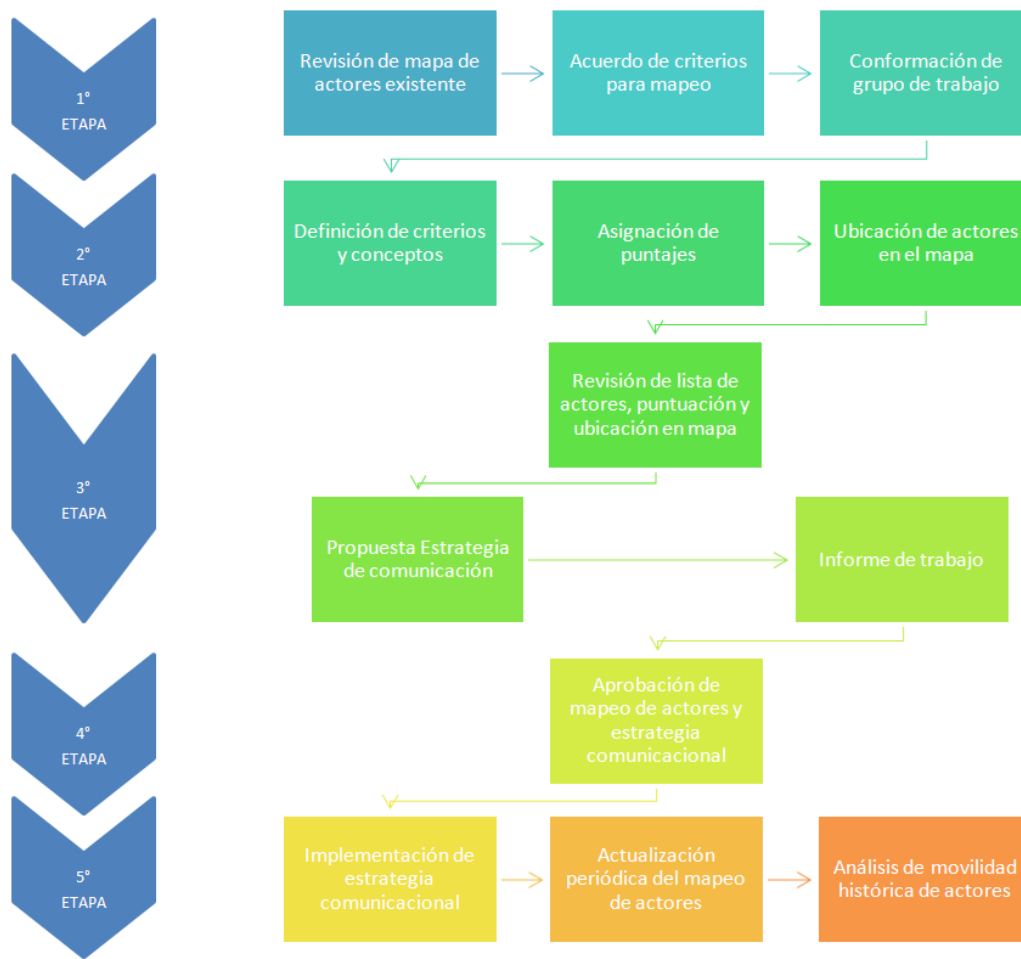 1°
ETAPA
Revisión de mapa de
actores existente
Acuerdo de criterios
para mapeo
Conformación de
grupo de trabajo
2°
ETAPA
Definición de criterios
y conceptos
Asignación de
puntajes
Ubicación de actores
en el mapa
3°
ETAPA
Revisión de lista de
actores, puntuación y
ubicación en mapa
Propuesta Estrategia
de comunicación
Informe de trabajo
4°
ETAPA
Aprobación de
mapeo de actores y
estrategia
comunicacional
5°
ETAPA
Implementación de
estrategia
comunicacional
Actualización
periódica del mapeo
de actores
Análisis de movilidad
histórica de actores